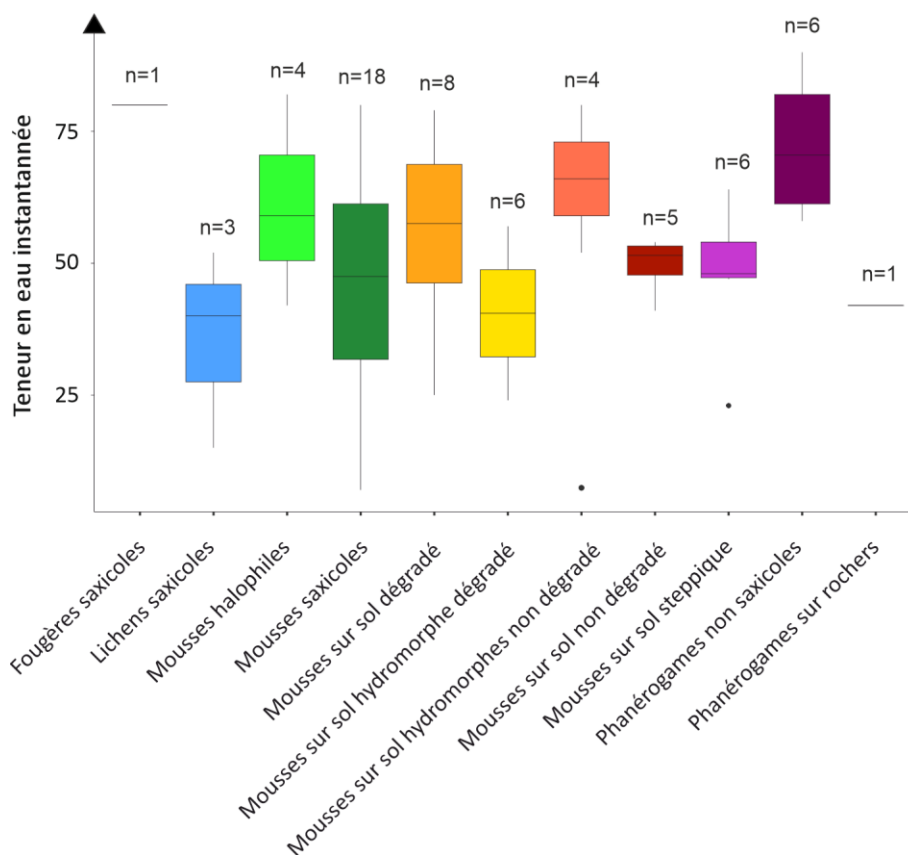 Teneur en eau instantannée
75
50
25
n=1
n=3
n=4
n=18
n=8
n=6
n=4
n=5
n=6
n=6
n=1
Fougères saxicoles
Lichens saxicoles
Mousses halophiles
Mousses saxicoles
Mousses sur sol dégradé
Mousses sur sol hydromorphe dégradé
Mousses sur sol hydromorphes non dégradé
Mousses sur sol non dégradé
Mousses sur sol steppique
Phanérogames non saxicoles
Phanérogames sur rochers